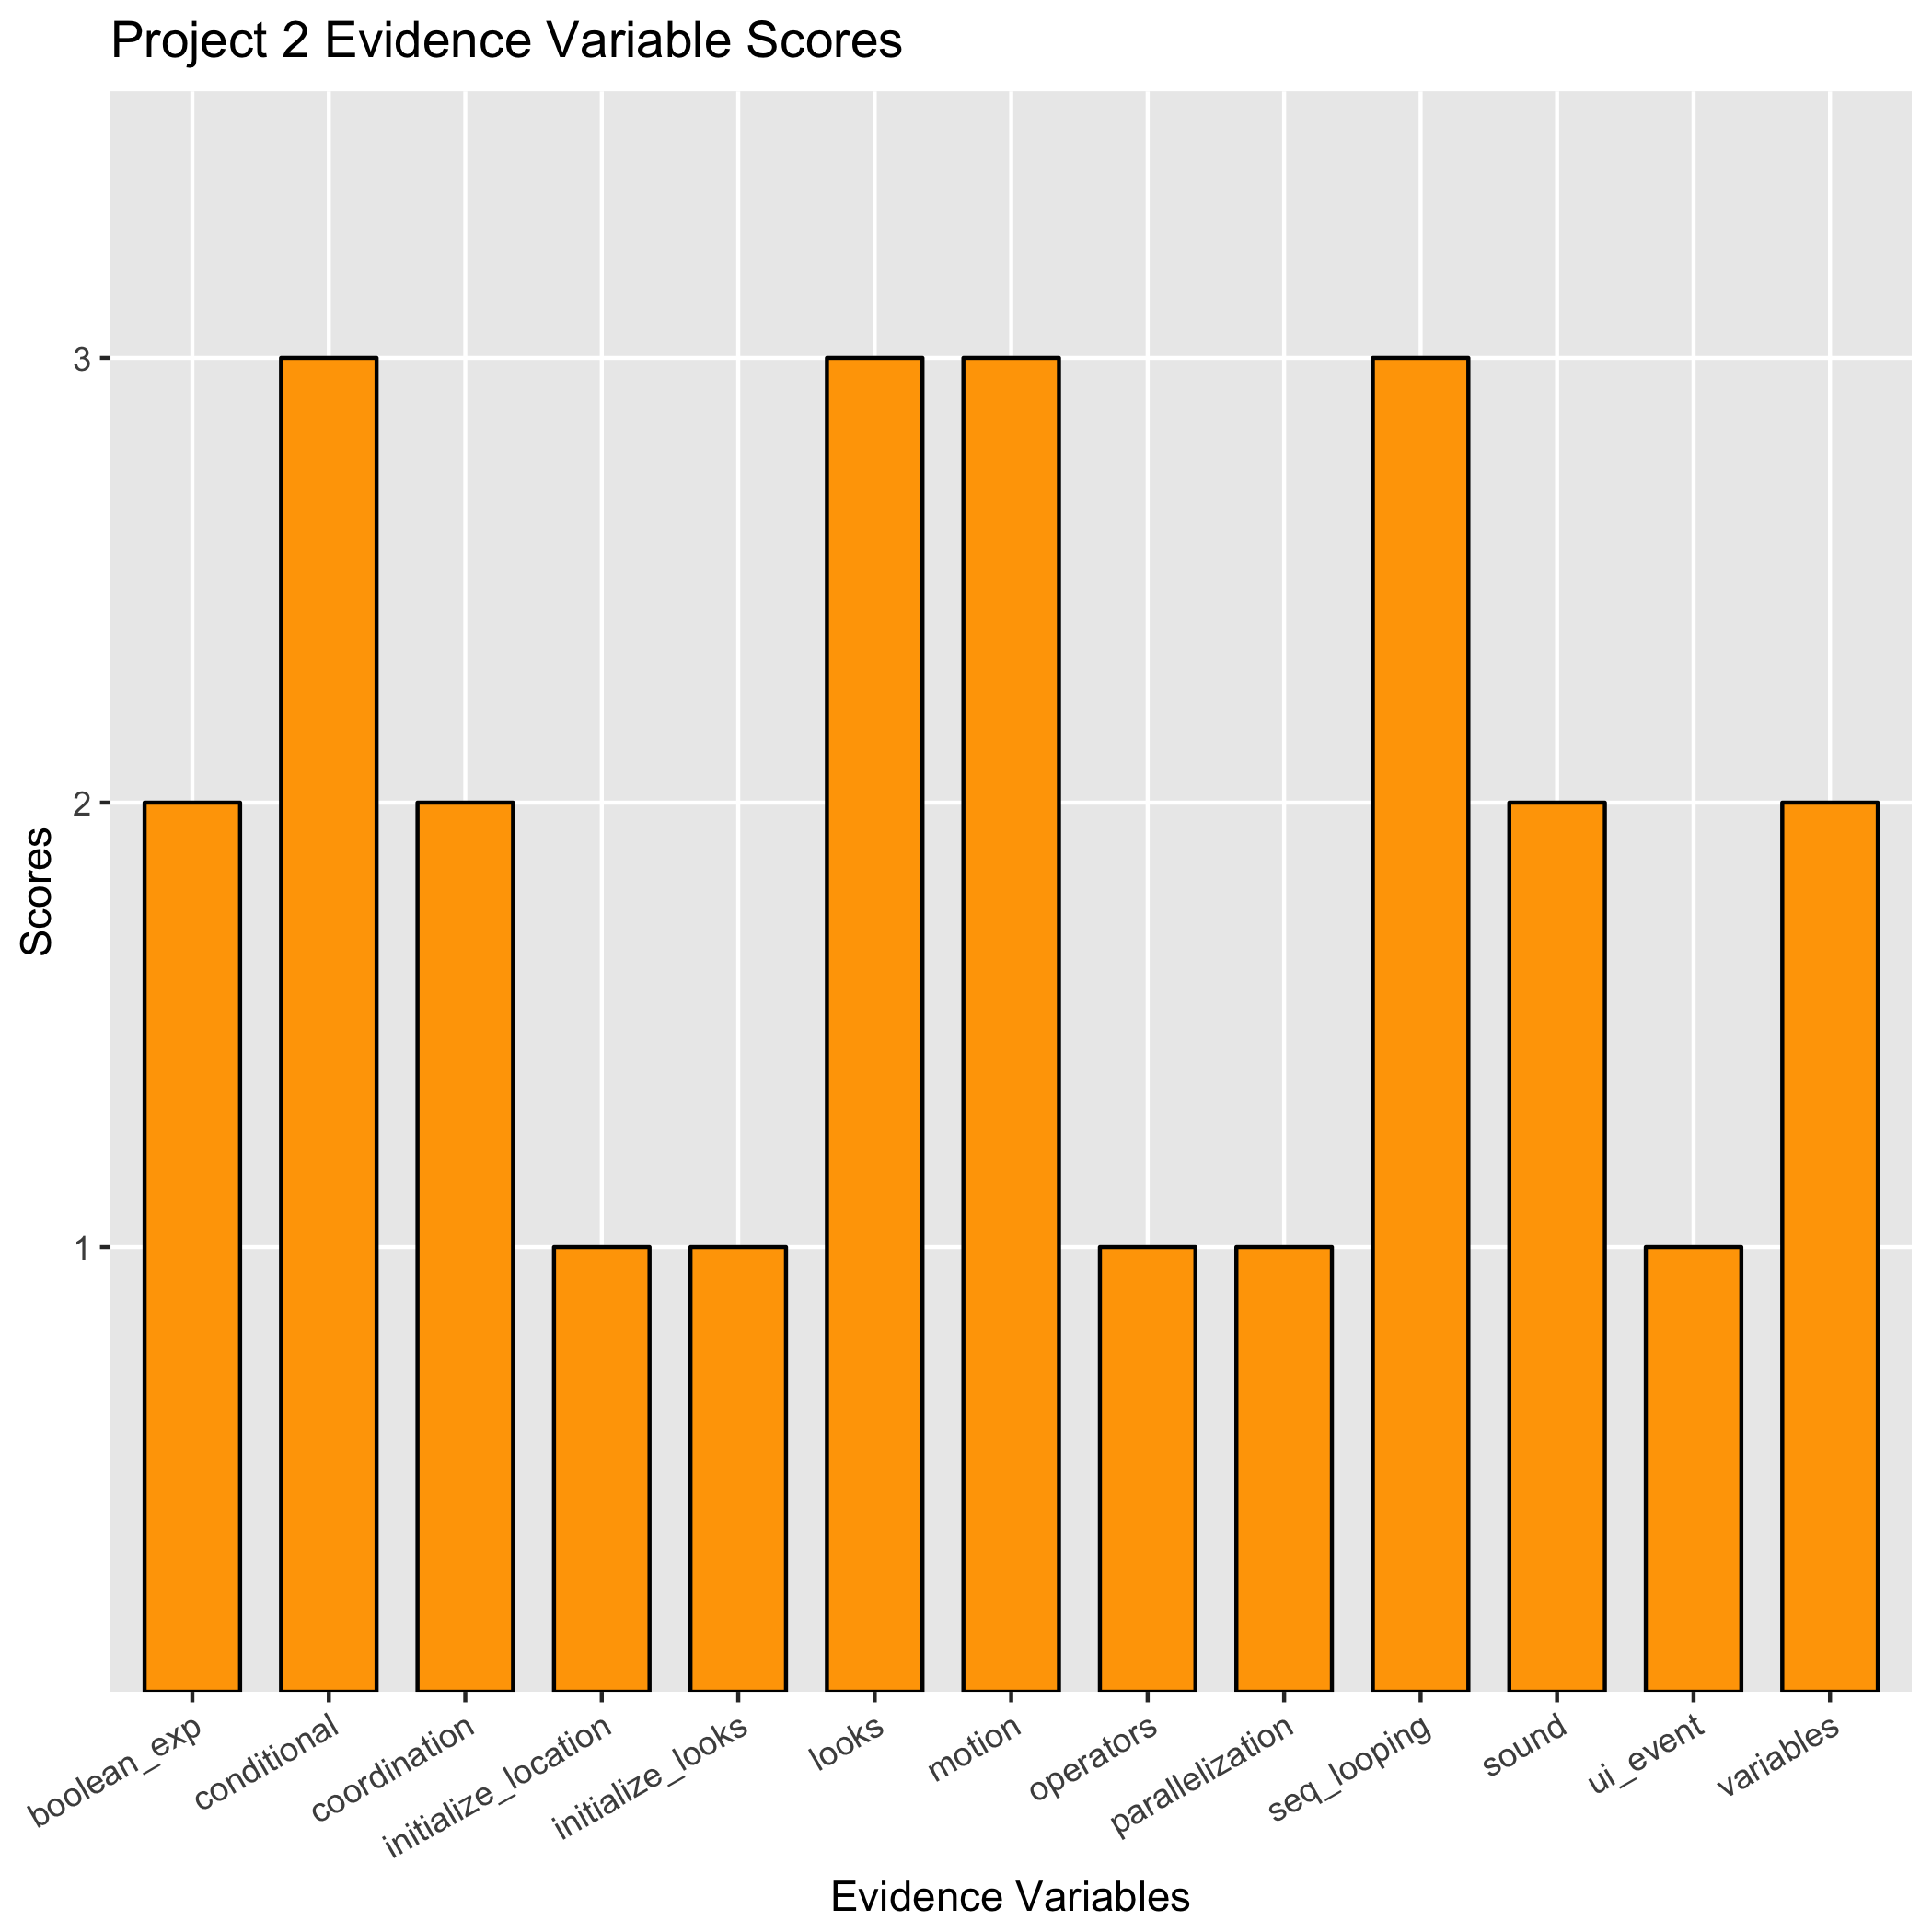 Project 2 Evidence Variable Scores
3
2
1
Scores
boolean_exp
conditional
coordination
initialize_location
initialize_looks
looks
motion
operators
parallelization
seq_looping
sound
ui_event
variables
Evidence Variables